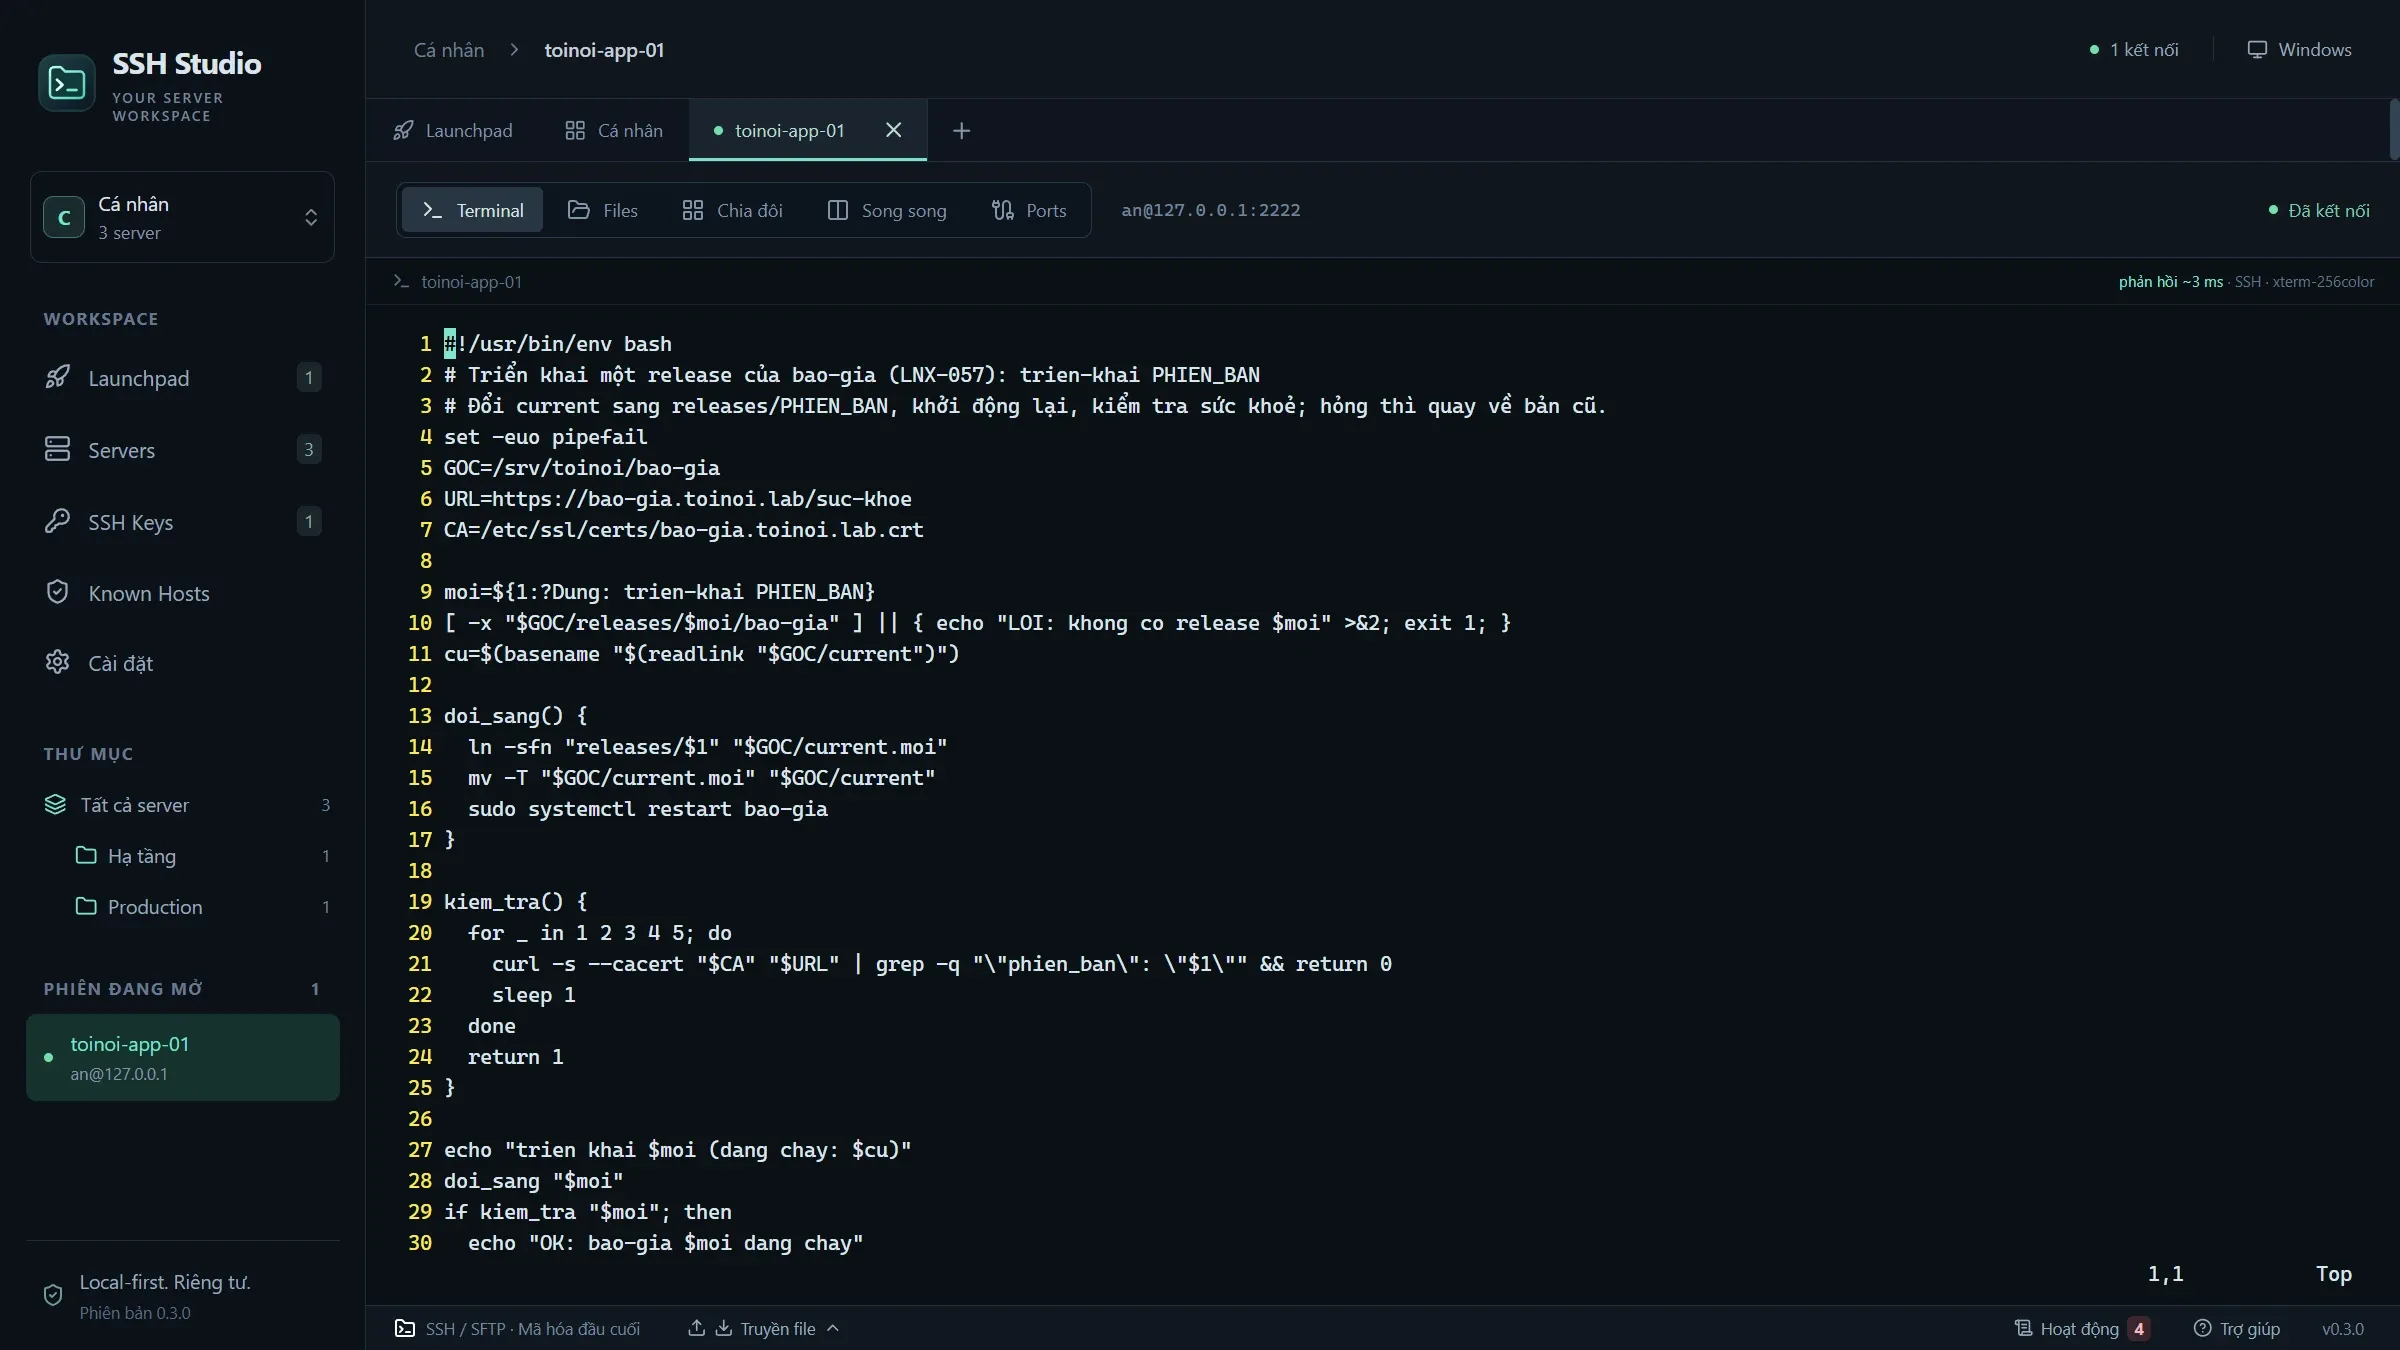 SSH Studio
YOUR SERVER
WORKSPACE
C
Cá nhân
3 server
WORKSPACE
Launchpad 1
Servers 3
SSH Keys 1
Known Hosts
Cài đặt
THƯ MỤC
Tất cả server 3
Hạ tầng 1
Production 1
PHIÊN ĐANG MỞ 1
toinoi-app-01
an@127.0.0.1
Local-first. Riêng tư.
Phiên bản 0.3.0
Cá nhân > toinoi-app-01
1 kết nối
Windows
Launchpad
Cá nhân
toinoi-app-01
Terminal
Files
Chia đôi
Song song
Ports
an@127.0.0.1:2222
Đã kết nối
toinoi-app-01
phản hồi ~3 ms · SSH · xterm-256color
1 #!/usr/bin/env bash
2 # Triển khai một release của bao-gia (LNX-057): trien-khai PHIEN_BAN
3 # Đổi current sang releases/PHIEN_BAN, khởi động lại, kiểm tra sức khoẻ; hỏng thì quay về bản cũ.
4 set -euo pipefail
5 GOC=/srv/toinoi/bao-gia
6 URL=https://bao-gia.toinoi.lab/suc-khoe
7 CA=/etc/ssl/certs/bao-gia.toinoi.lab.crt
8
9 moi=${1:?Dung: trien-khai PHIEN_BAN}
10 [ -x "$GOC/releases/$moi/bao-gia" ] || { echo "LOI: khong co release $moi" >&2; exit 1; }
11 cu=$(basename "$(readlink "$GOC/current")")
12
13 doi_sang() {
14   ln -sfn "releases/$1" "$GOC/current.moi"
15   mv -T "$GOC/current.moi" "$GOC/current"
16   sudo systemctl restart bao-gia
17 }
18
19 kiem_tra() {
20   for _ in 1 2 3 4 5; do
21     curl -s --cacert "$CA" "$URL" | grep -q "\"phien_ban\": \"$1\"" && return 0
22     sleep 1
23   done
24   return 1
25 }
26
27 echo "trien khai $moi (dang chay: $cu)"
28 doi_sang "$moi"
29 if kiem_tra "$moi"; then
30   echo "OK: bao-gia $moi dang chay"
1,1 Top
SSH / SFTP · Mã hóa đầu cuối
Truyền file
Hoạt động 4
Trợ giúp
v0.3.0